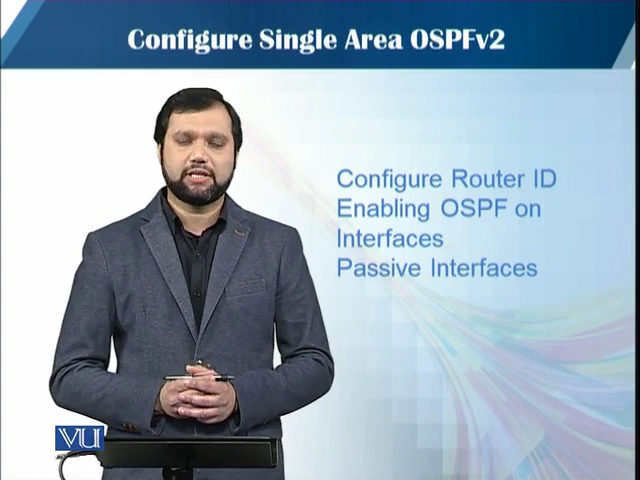 Configure Single Area OSPFv2
Configure Router ID
Enabling OSPF on
Interfaces
Passive Interfaces
VU